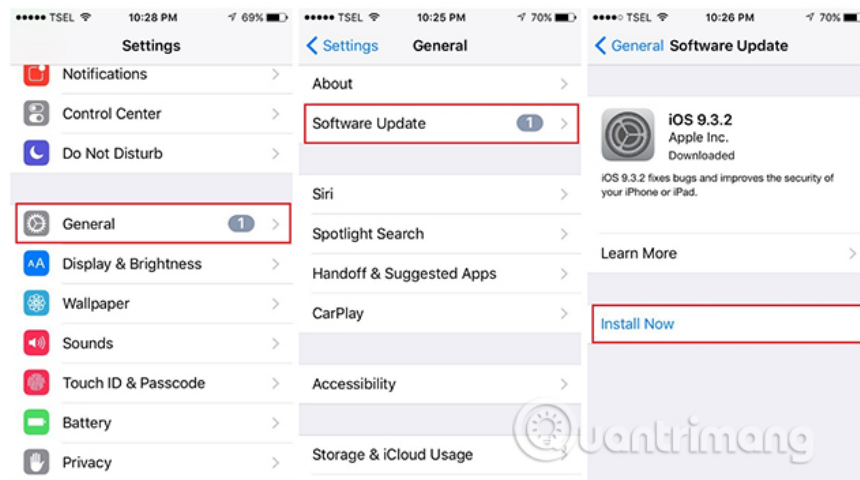 TSEL 10:28 PM 69%
Settings
Notifications
Control Center
Do Not Disturb
General 1
Display & Brightness
Wallpaper
Sounds
Touch ID & Passcode
Battery
Privacy
TSEL 10:25 PM 70%
Settings General
About
Software Update 1
Siri
Spotlight Search
Handoff & Suggested Apps
CarPlay
Accessibility
Storage & iCloud Usage
TSEL 10:26 PM 70%
General Software Update
iOS 9.3.2
Apple Inc.
Downloaded
iOS 9.3.2 fixes bugs and improves the security of
your iPhone or iPad.
Learn More
Install Now
AA
Quantrimang